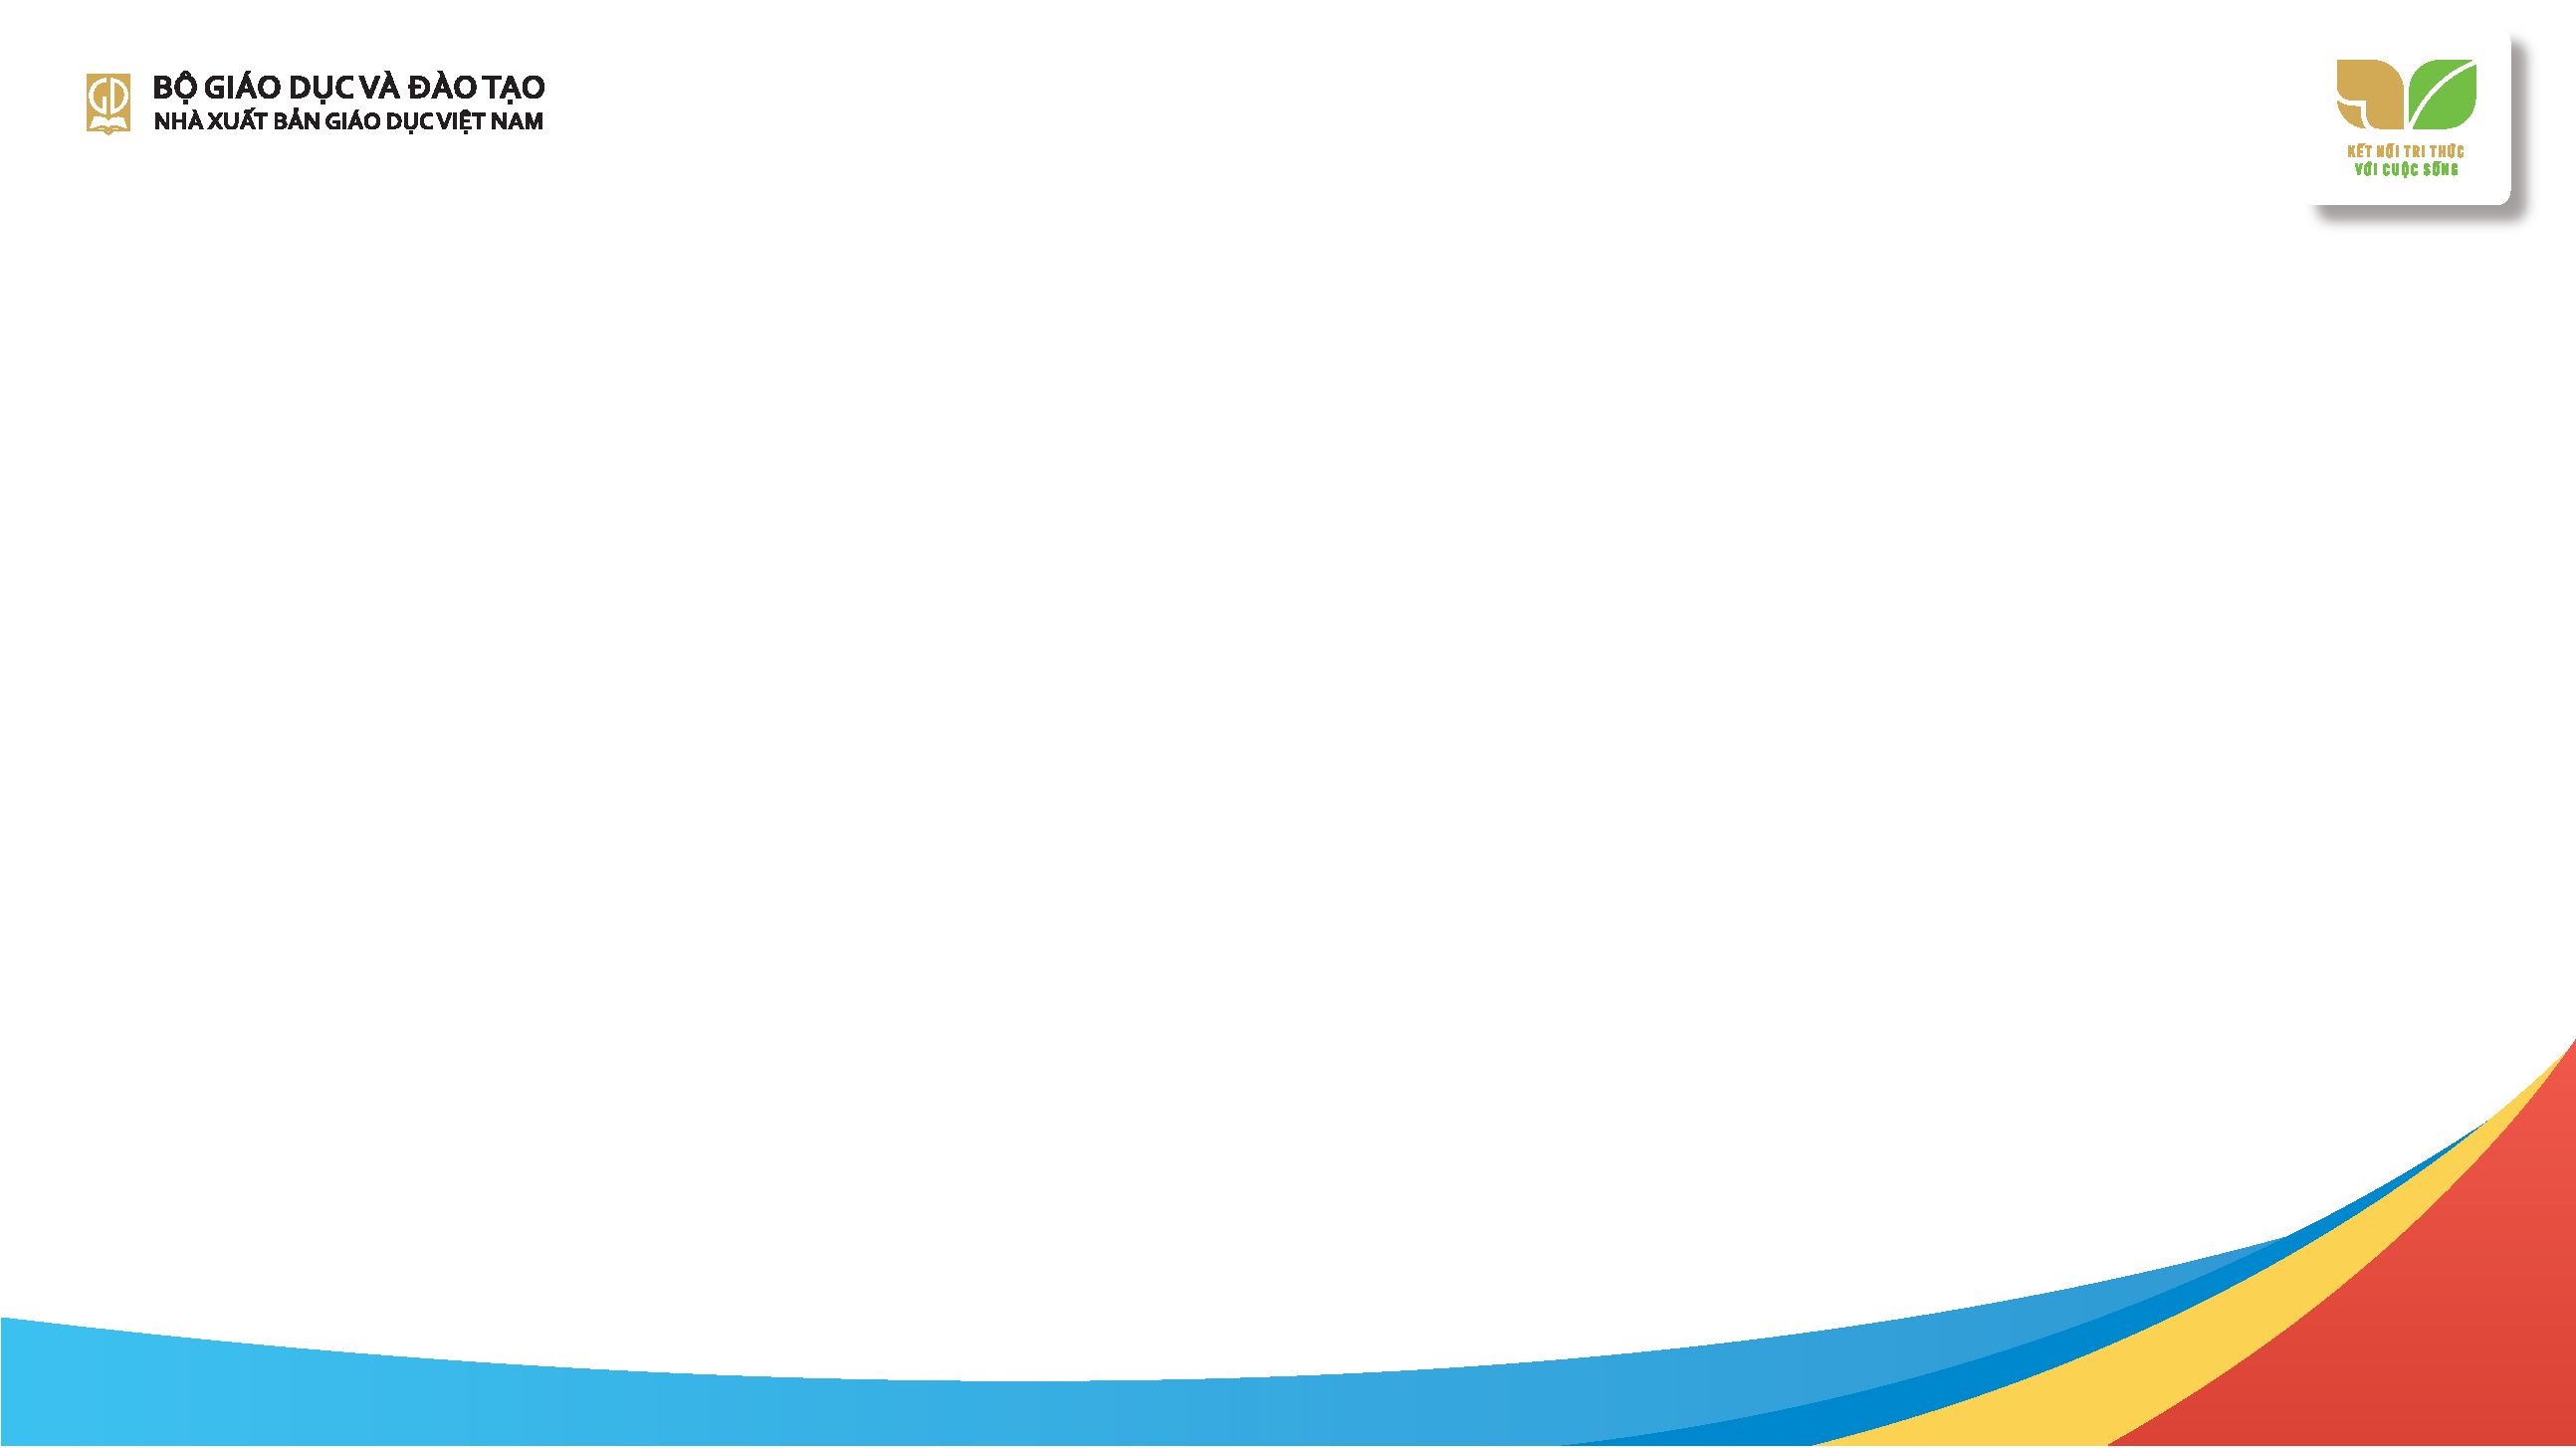 BỘ GIÁO DỤC VÀ ĐÀO TẠO
NHÀ XUẤT BẢN GIÁO DỤC VIỆT NAM
KẾT NỐI TRI THỨC
VỚI CUỘC SỐNG